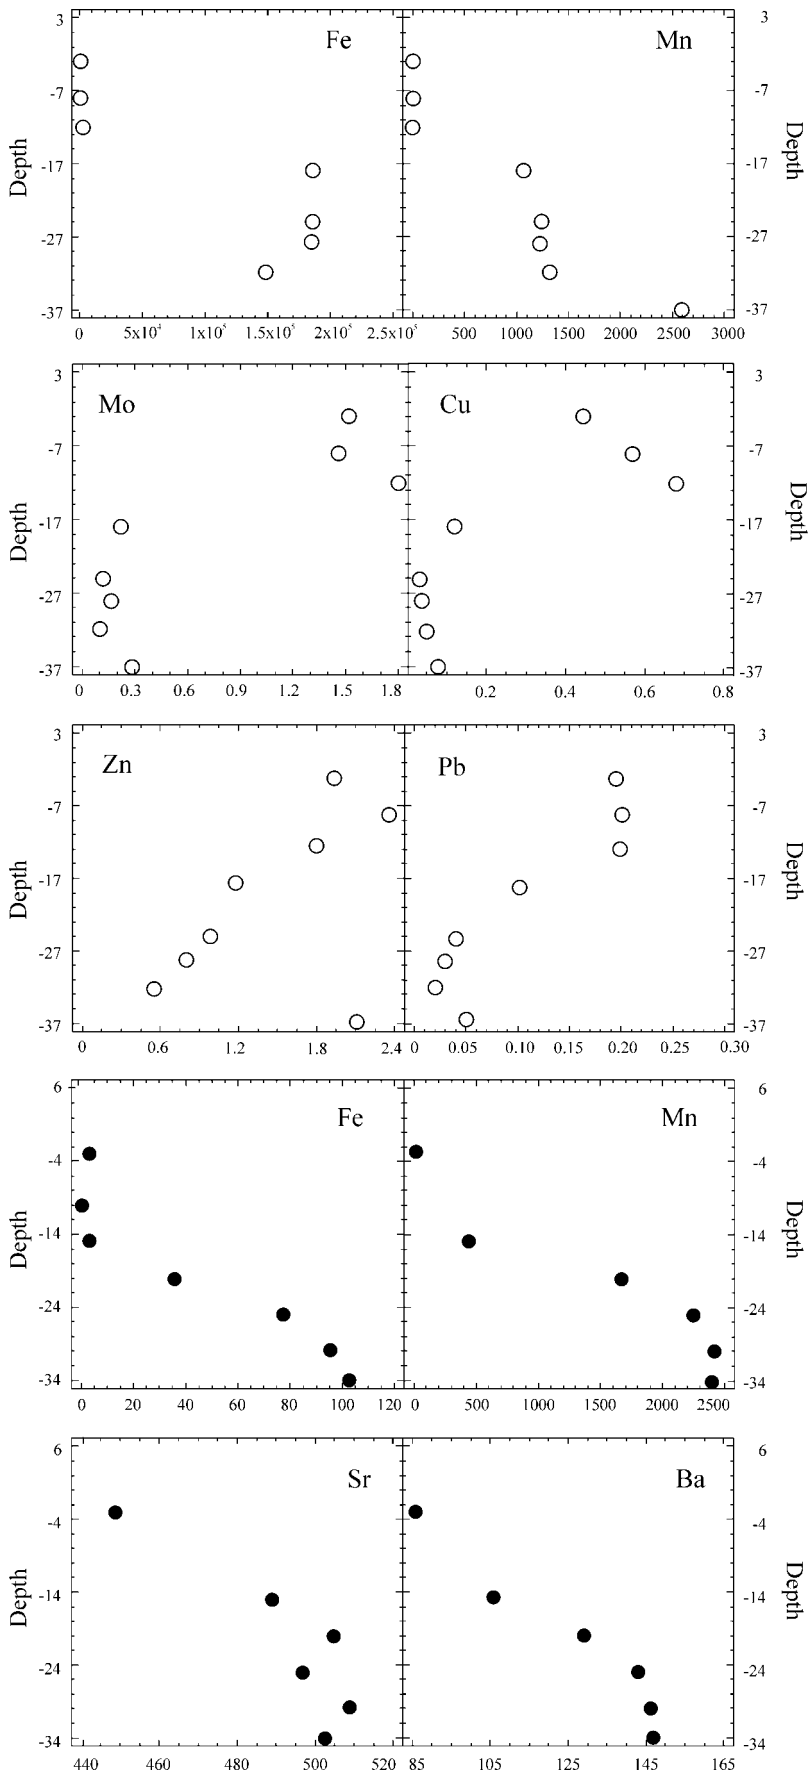 3 Fe Mn 3
-7 -7
Depth -17 -17 Depth
-27 -27
-37 -37
0 5x10⁴ 1x10⁵ 1.5x10⁵ 2x10⁵ 2.5x10⁵ 500 1000 1500 2000 2500 3000
3 Mo Cu 3
-7 -7
Depth -17 -17 Depth
-27 -27
-37 -37
0 0.3 0.6 0.9 1.2 1.5 1.8 0.2 0.4 0.6 0.8
3 Zn Pb 3
-7 -7
Depth -17 -17 Depth
-27 -27
-37 -37
0 0.6 1.2 1.8 2.4 0 0.05 0.10 0.15 0.20 0.30
6 Fe Mn 6
-4 -4
Depth -14 -14 Depth
-24 -24
-34 -34
0 20 40 60 80 100 120 0 500 1000 1500 2000 2500
6 Sr Ba 6
-4 -4
Depth -14 -14 Depth
-24 -24
-34 -34
440 460 480 500 520 85 105 125 145 165